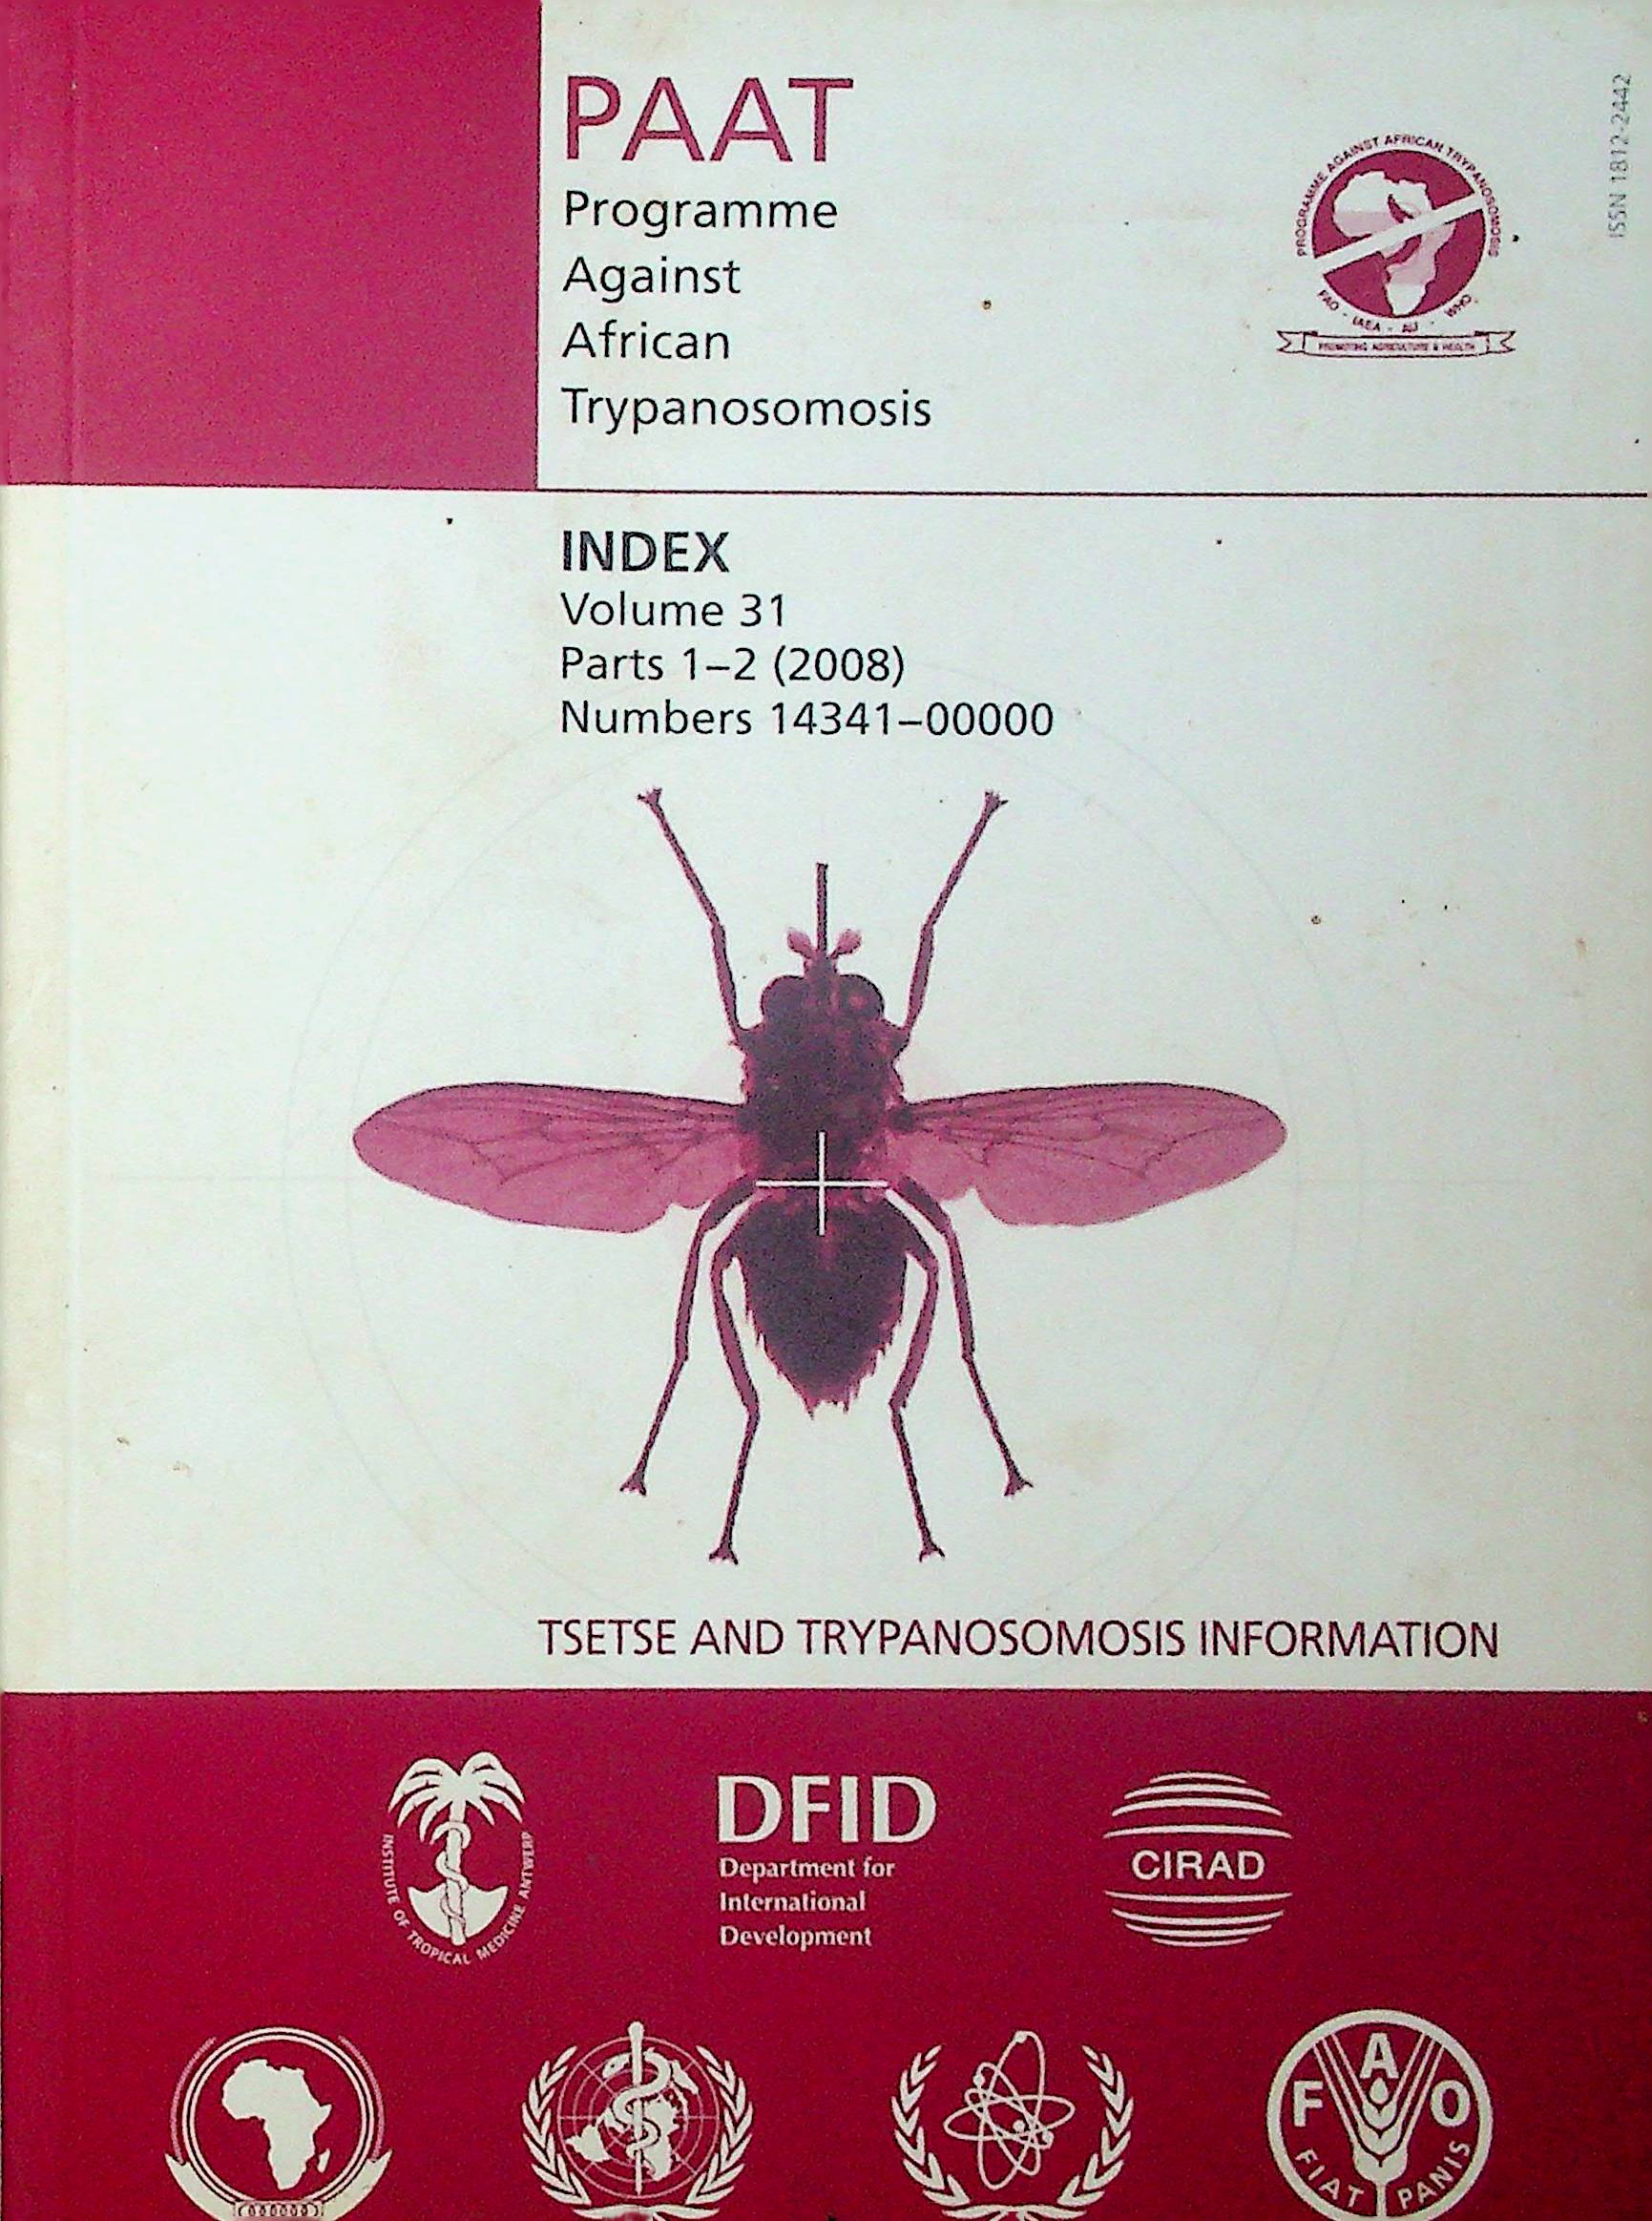 PAAT
Programme
Against
African
Trypanosomosis
PROGRAMME AGAINST AFRICAN TRYPANOSOMOSIS
FAO - IAEA - AU - WHO
PROMOTING AGRICULTURE & HEALTH
ISSN 1812-2442
INDEX
Volume 31
Parts 1–2 (2008)
Numbers 14341–00000
TSETSE AND TRYPANOSOMOSIS INFORMATION
INSTITUTE OF TROPICAL MEDICINE ANTWERP
DFID
Department for
International
Development
CIRAD
F A O
FIAT PANIS